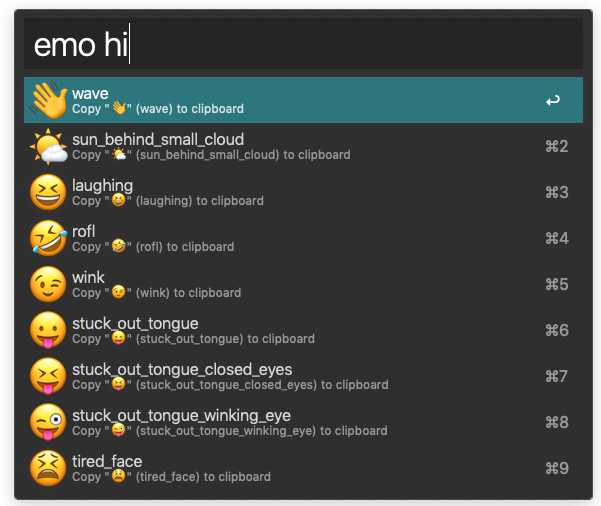 emo hi
wave
Copy "👋" (wave) to clipboard
↩
sun_behind_small_cloud
Copy "🌤" (sun_behind_small_cloud) to clipboard
⌘2
laughing
Copy "😆" (laughing) to clipboard
⌘3
rofl
Copy "🤣" (rofl) to clipboard
⌘4
wink
Copy "😉" (wink) to clipboard
⌘5
stuck_out_tongue
Copy "😛" (stuck_out_tongue) to clipboard
⌘6
stuck_out_tongue_closed_eyes
Copy "😝" (stuck_out_tongue_closed_eyes) to clipboard
⌘7
stuck_out_tongue_winking_eye
Copy "😜" (stuck_out_tongue_winking_eye) to clipboard
⌘8
tired_face
Copy "😫" (tired_face) to clipboard
⌘9